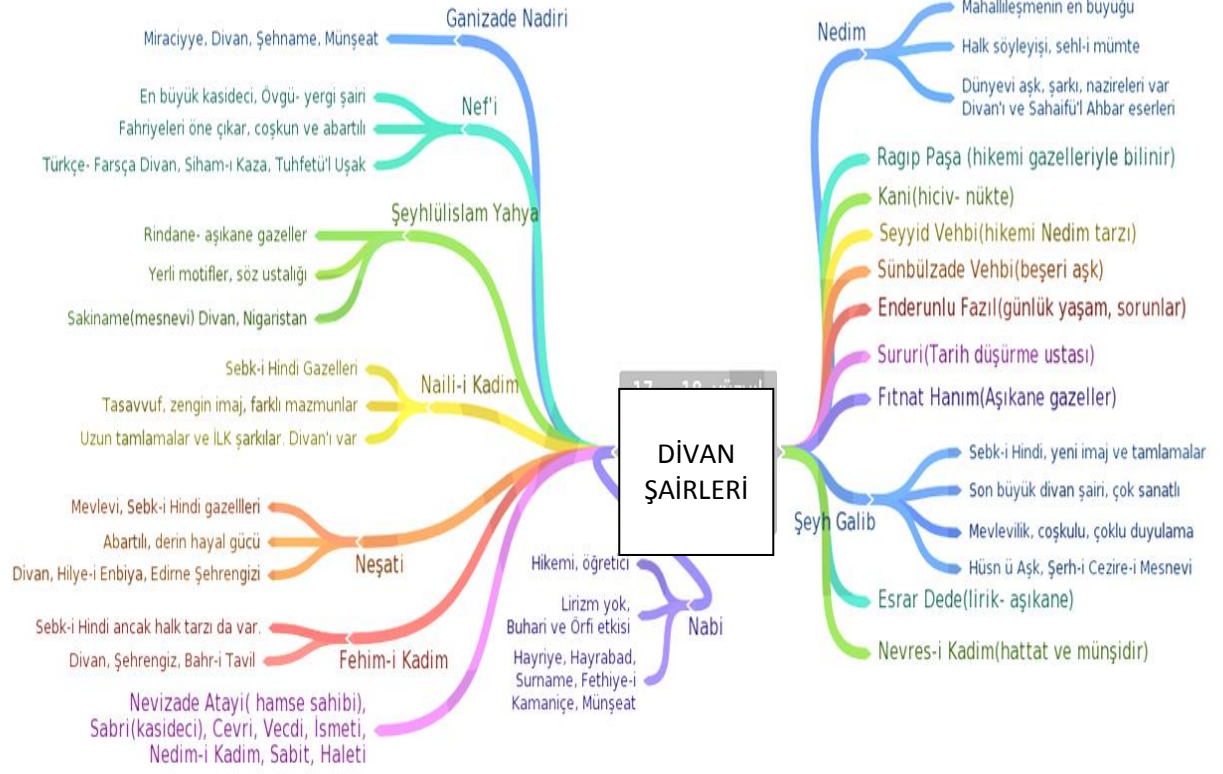 Ganizade Nadiri
Miraciyye, Divan, Şehname, Münşeat
Nef'i
En büyük kasideci, Övgü- yergi şairi
Fahriyeleri öne çıkar, coşkun ve abartılı
Türkçe- Farsça Divan, Siham-ı Kaza, Tuhfetü'l Uşak
Şeyhlülislam Yahya
Rindane- aşıkane gazeller
Yerli motifler, söz ustalığı
Sakiname(mesnevi) Divan, Nigaristan
Naili-i Kadim
Sebk-i Hindi Gazelleri
Tasavvuf, zengin imaj, farklı mazmunlar
Uzun tamlamalar ve İLK şarkılar. Divan'ı var
Neşati
Mevlevi, Sebk-i Hindi gazellleri
Abartılı, derin hayal gücü
Divan, Hilye-i Enbiya, Edirne Şehrengizi
Fehim-i Kadim
Sebk-i Hindi ancak halk tarzı da var.
Divan, Şehrengiz, Bahr-i Tavil
Nevizade Atayi( hamse sahibi),
Sabri(kasideci), Cevri, Vecdi, İsmeti,
Nedim-i Kadim, Sabit, Haleti
Nabi
Hikemi, öğretici
Lirizm yok,
Buhari ve Örfi etkisi
Hayriye, Hayrabad,
Surname, Fethiye-i
Kamaniçe, Münşeat
DİVAN
ŞAİRLERİ
Nedim
Mahallileşmenin en büyüğü
Halk söyleyişi, sehl-i mümte
Dünyevi aşk, şarkı, nazireleri var
Divan'ı ve Sahaifü'l Ahbar eserleri
Ragıp Paşa (hikemi gazelleriyle bilinir)
Kani(hiciv- nükte)
Seyyid Vehbi(hikemi Nedim tarzı)
Sünbülzade Vehbi(beşeri aşk)
Enderunlu Fazıl(günlük yaşam, sorunlar)
Sururi(Tarih düşürme ustası)
Fıtnat Hanım(Aşıkane gazeller)
Şeyh Galib
Sebk-i Hindi, yeni imaj ve tamlamalar
Son büyük divan şairi, çok sanatlı
Mevlevilik, coşkulu, çoklu duyulama
Hüsn ü Aşk, Şerh-i Cezire-i Mesnevi
Esrar Dede(lirik- aşıkane)
Nevres-i Kadim(hattat ve münşidir)